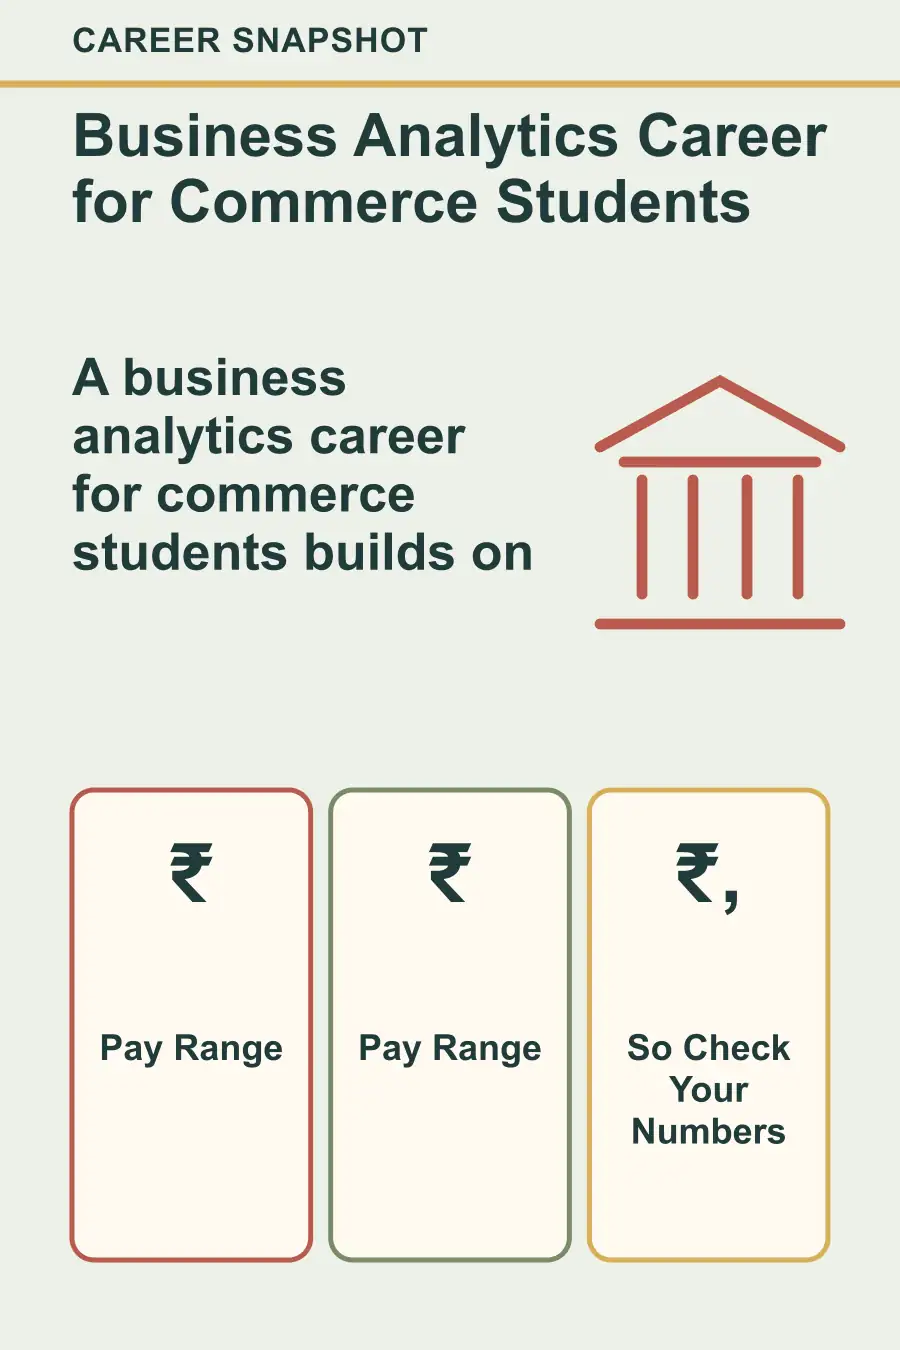 CAREER SNAPSHOT
Business Analytics Career
for Commerce Students
A business
analytics career
for commerce
students builds on
₹
Pay Range
₹
Pay Range
₹,
So Check
Your
Numbers